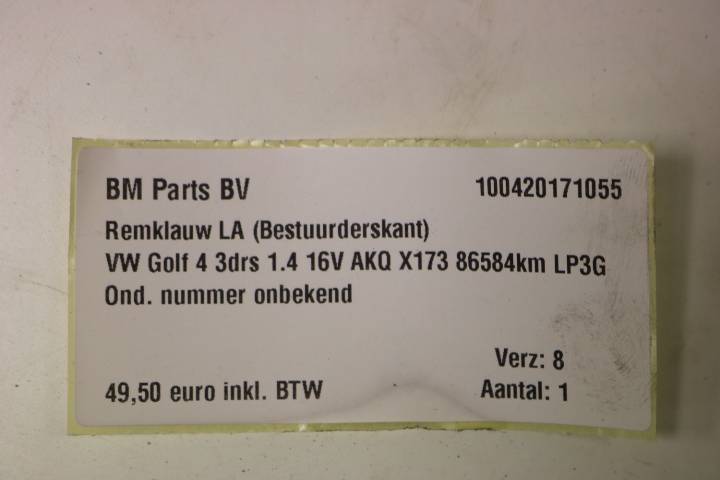 BM Parts BV 100420171055
Remklauw LA (Bestuurderskant)
VW Golf 4 3drs 1.4 16V AKQ X173 86584km LP3G
Ond. nummer onbekend
Verz: 8
49,50 euro inkl. BTW Aantal: 1